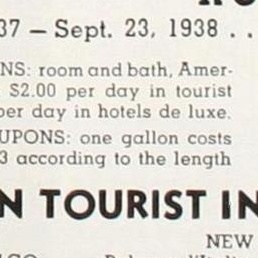 37 — Sept. 23, 1938 . .
NS: room and bath, Amer-
$2.00 per day in tourist
per day in hotels de luxe.
UPONS: one gallon costs
3 according to the length
N TOURIST IN
NEW